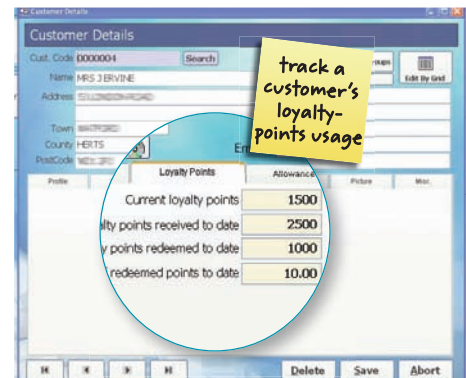 Customer Details
Customer Details
Cust. Code D000004 Search
Edit By Grid
Name MRS J ERVINE
Address
track a
customer's
loyalty-
points usage
Town
County HERTS
PostCode
Profile Loyalty Points Allowance Picture Misc.
Current loyalty points 1500
points received to date 2500
points redeemed to date 1000
redeemed points to date 10.00
Delete Save Abort